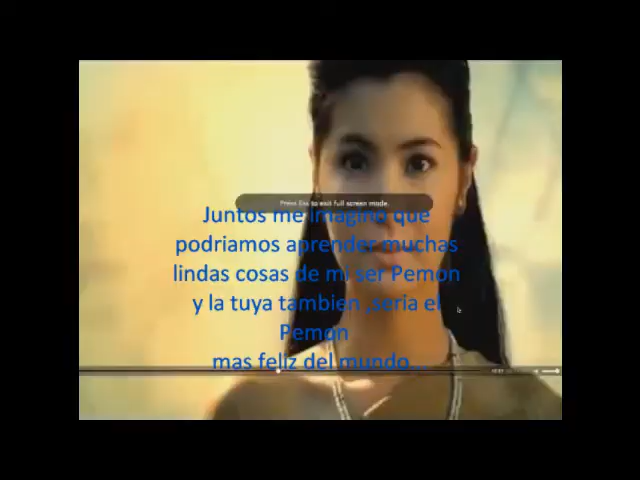 Press Esc to exit full screen mode.
Juntos me imagino que
podriamos aprender muchas
lindas cosas de mi ser Pemon
y la tuya tambien ,seria el
Pemon
mas feliz del mundo...